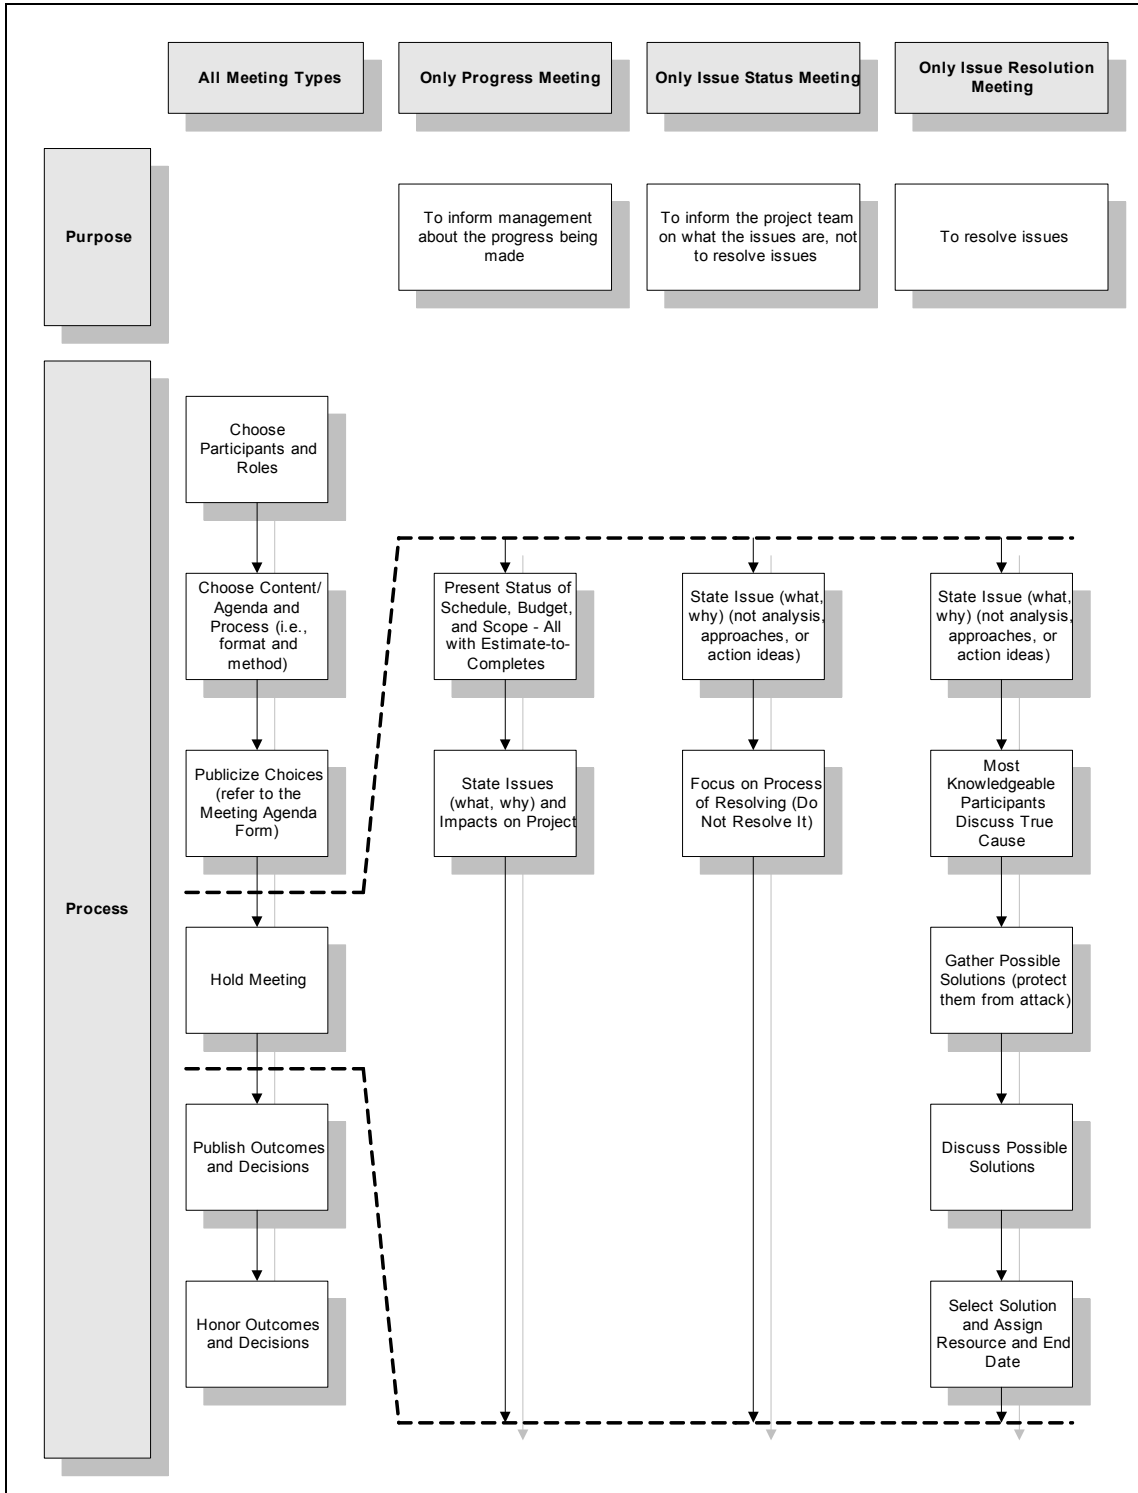 All Meeting Types
Only Progress Meeting
Only Issue Status Meeting
Only Issue Resolution
Meeting
Purpose
To inform management
about the progress being
made
To inform the project team
on what the issues are, not
to resolve issues
To resolve issues
Process
Choose
Participants and
Roles
Choose Content/
Agenda and
Process (i.e.,
format and
method)
Publicize Choices
(refer to the
Meeting Agenda
Form)
Hold Meeting
Publish Outcomes
and Decisions
Honor Outcomes
and Decisions
Present Status of
Schedule, Budget,
and Scope - All
with Estimate-to-
Completes
State Issues
(what, why) and
Impacts on Project
State Issue (what,
why) (not analysis,
approaches, or
action ideas)
Focus on Process
of Resolving (Do
Not Resolve It)
State Issue (what,
why) (not analysis,
approaches, or
action ideas)
Most
Knowledgeable
Participants
Discuss True
Cause
Gather Possible
Solutions (protect
them from attack)
Discuss Possible
Solutions
Select Solution
and Assign
Resource and End
Date